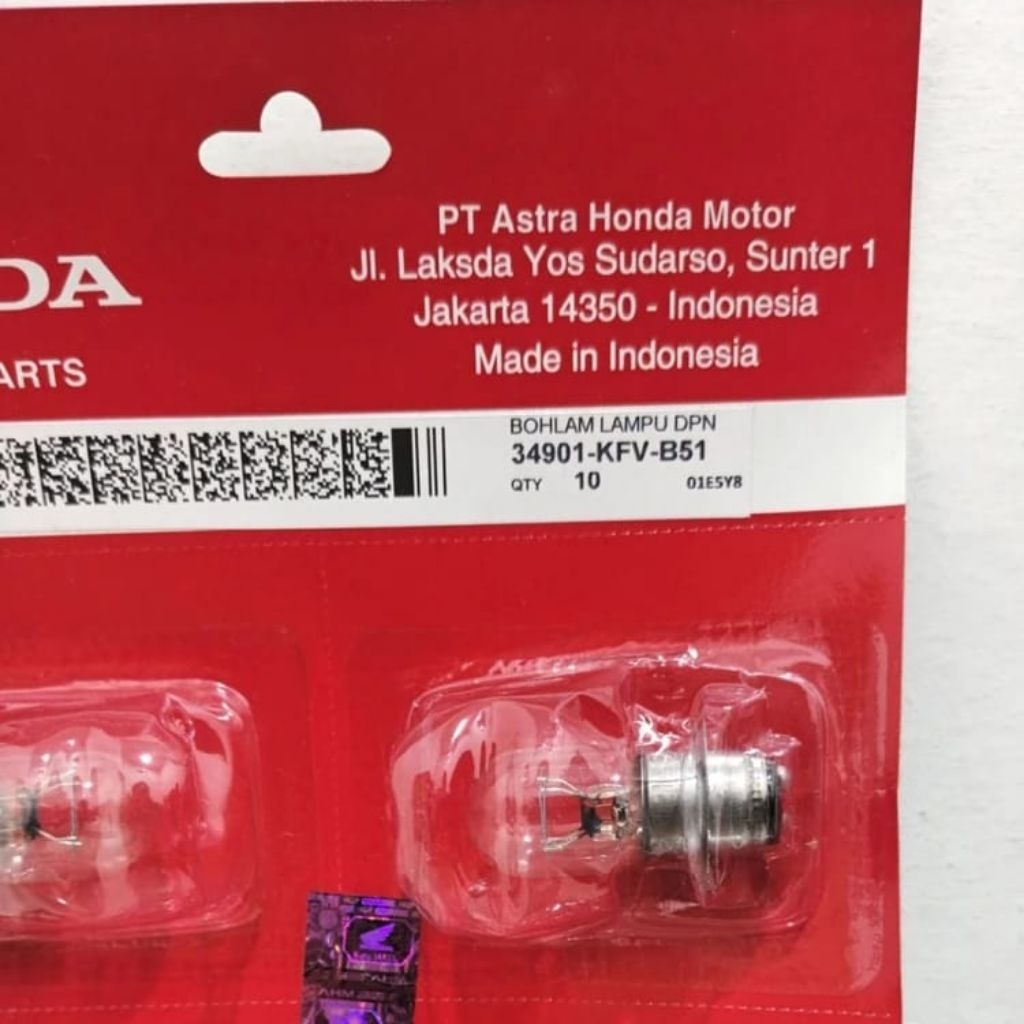 PT Astra Honda Motor
Jl. Laksda Yos Sudarso, Sunter 1
Jakarta 14350 - Indonesia
Made in Indonesia
DA
ARTS
BOHLAM LAMPU DPN
34901-KFV-B51
QTY 10 01E5Y8